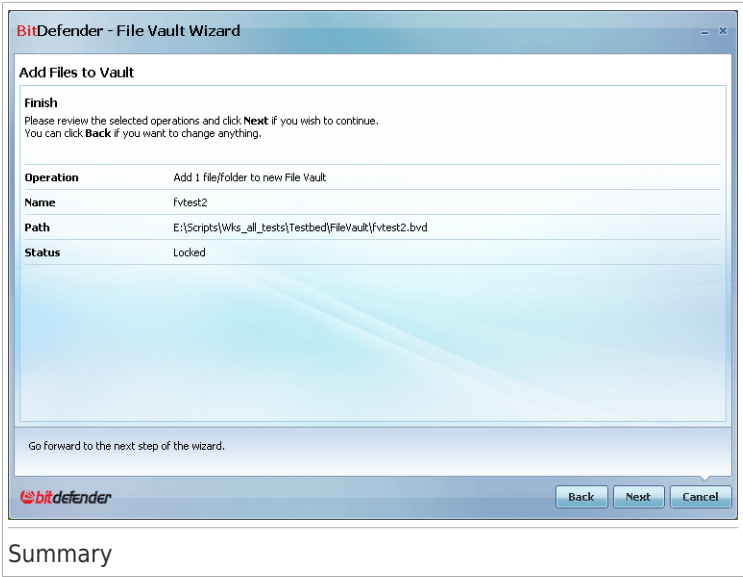 BitDefender - File Vault Wizard
Add Files to Vault
Finish
Please review the selected operations and click Next if you wish to continue.
You can click Back if you want to change anything.
Operation Add 1 file/folder to new File Vault
Name fvtest2
Path E:\Scripts\Wks_all_tests\Testbed\FileVault\fvtest2.bvd
Status Locked
Go forward to the next step of the wizard.
bitdefender
Back Next Cancel
Summary